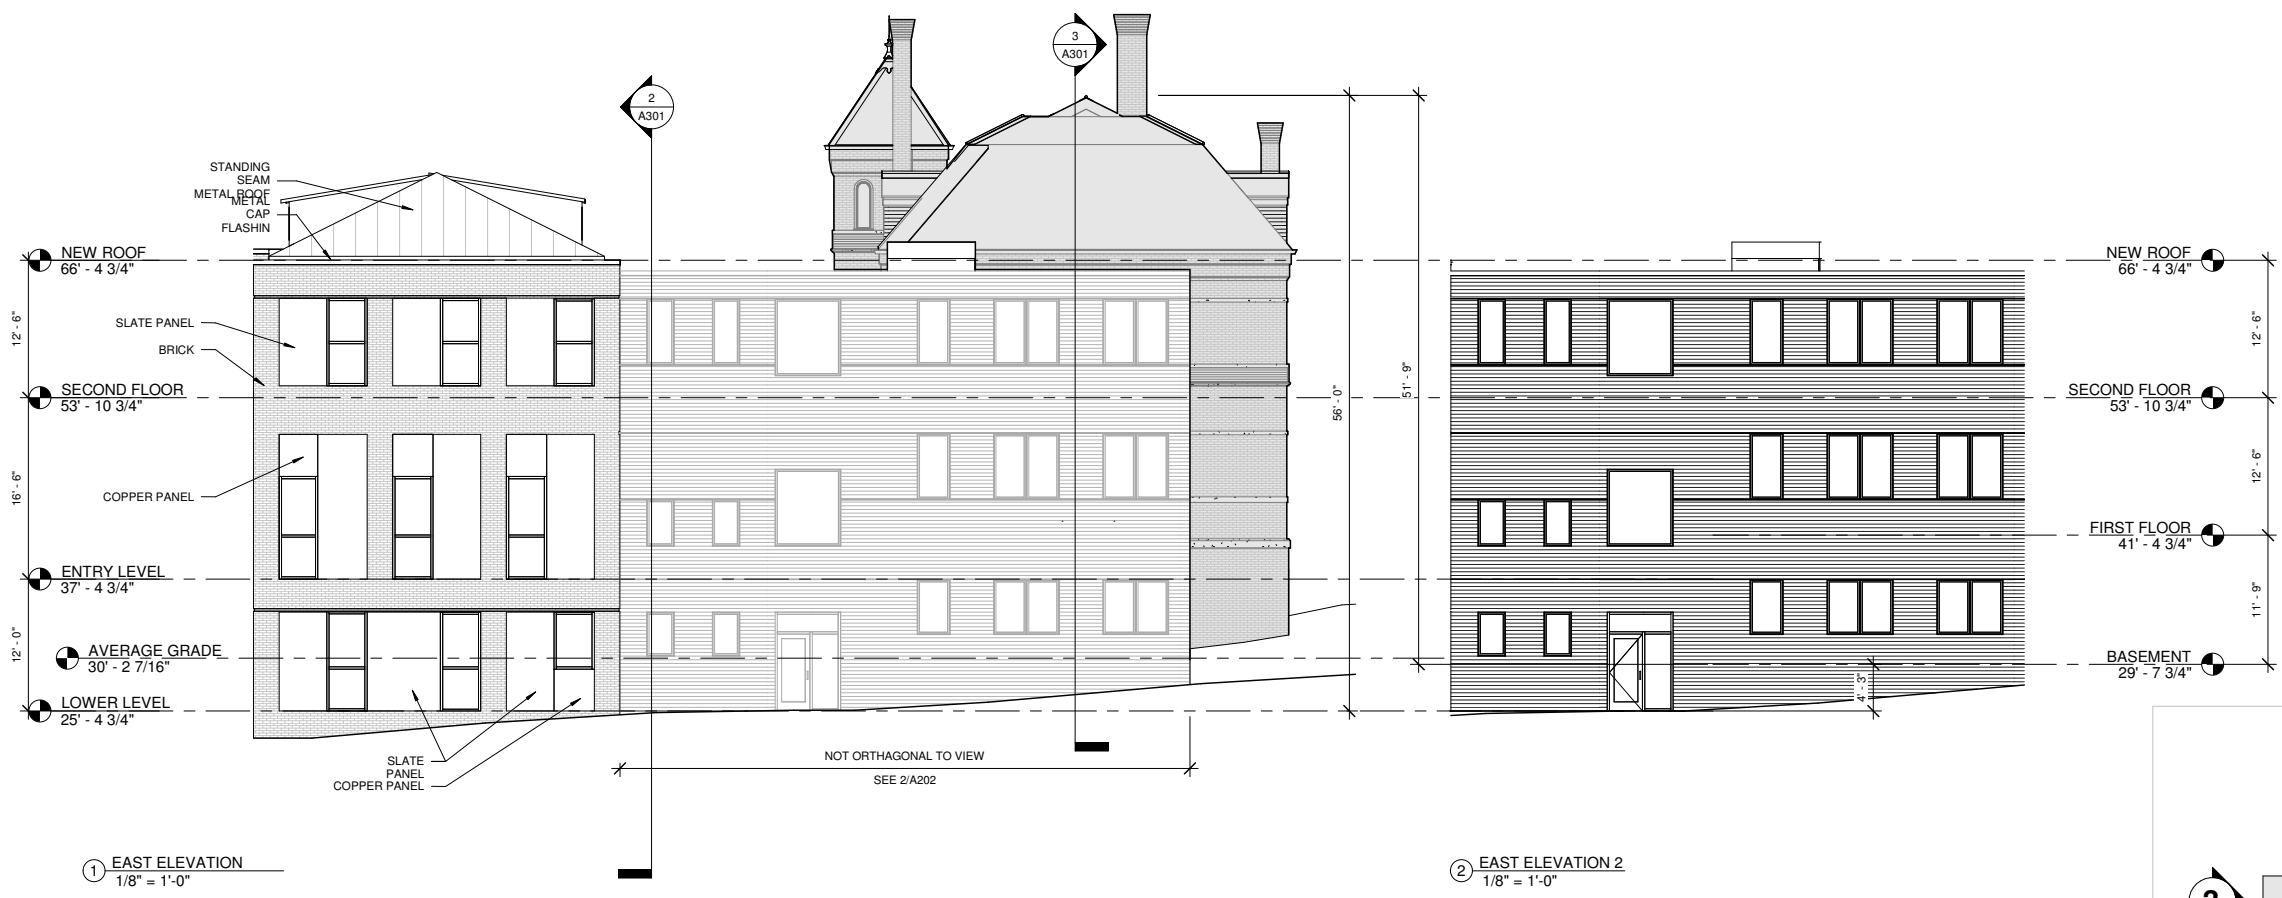 3
A301
2
A301
STANDING
SEAM
METAL ROOF
METAL
CAP
FLASHIN
NEW ROOF
66' - 4 3/4"
12' - 6"
SLATE PANEL
BRICK
SECOND FLOOR
53' - 10 3/4"
16' - 6"
COPPER PANEL
ENTRY LEVEL
37' - 4 3/4"
12' - 0"
AVERAGE GRADE
30' - 2 7/16"
LOWER LEVEL
25' - 4 3/4"
SLATE
PANEL
COPPER PANEL
NOT ORTHAGONAL TO VIEW
SEE 2/A202
56' - 0"
51' - 9"
1 EAST ELEVATION
1/8" = 1'-0"
NEW ROOF
66' - 4 3/4"
12' - 6"
SECOND FLOOR
53' - 10 3/4"
12' - 6"
FIRST FLOOR
41' - 4 3/4"
11' - 9"
BASEMENT
29' - 7 3/4"
4' - 3"
2 EAST ELEVATION 2
1/8" = 1'-0"